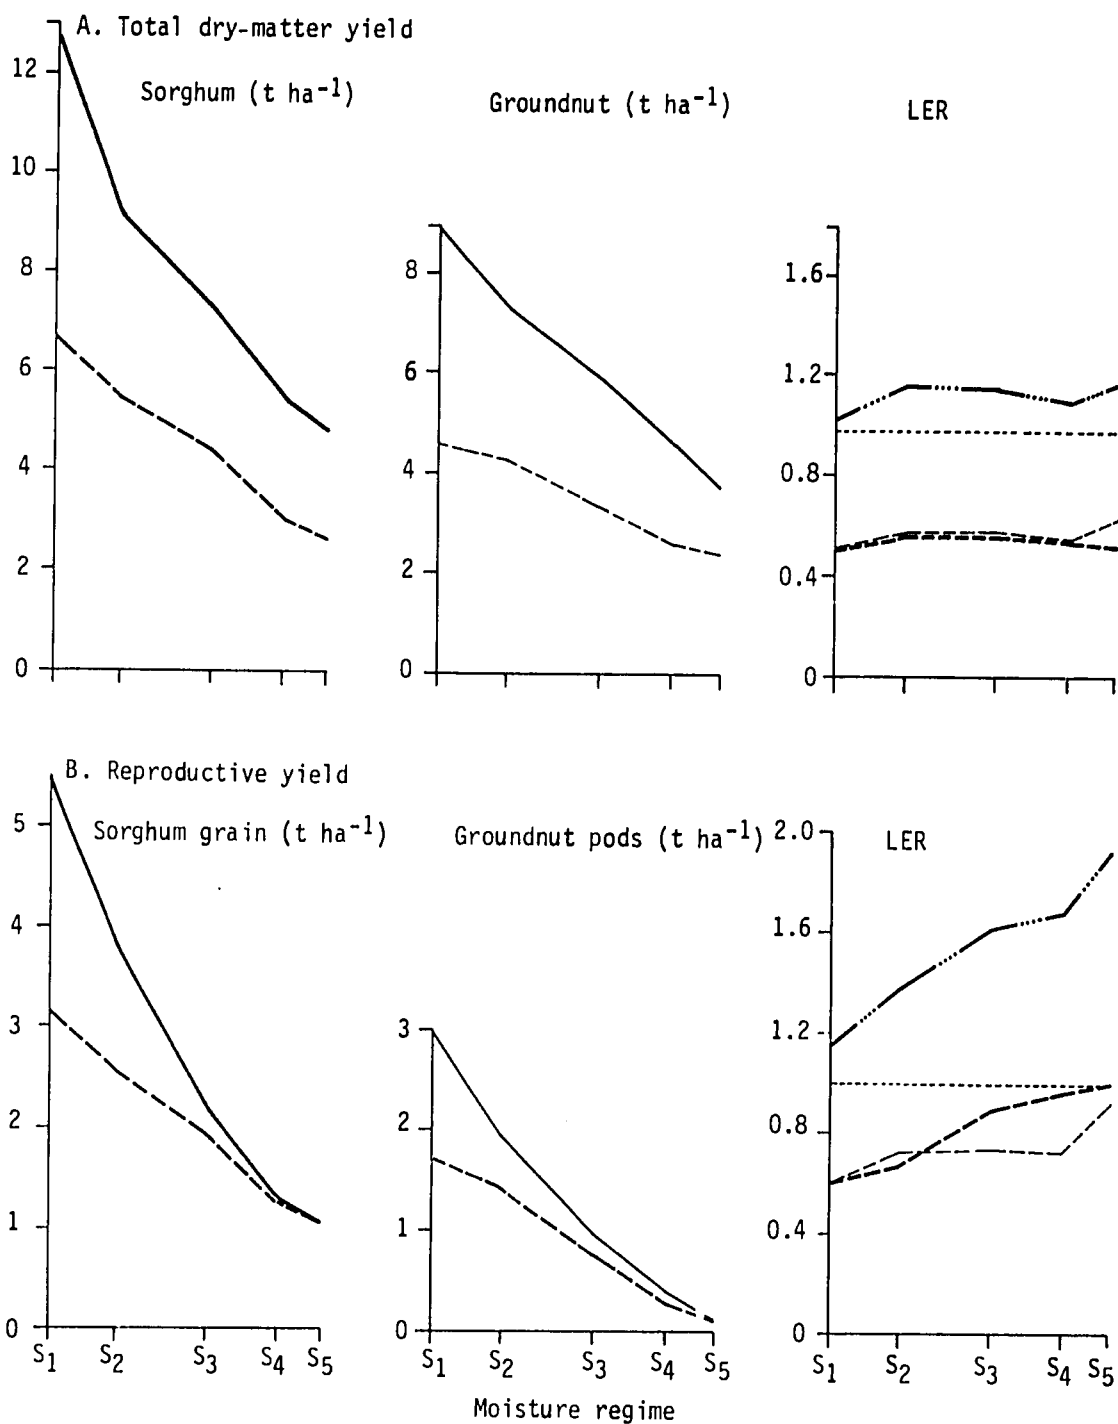 A. Total dry-matter yield
Sorghum (t ha⁻¹)
Groundnut (t ha⁻¹)
LER
12
10
8
6
4
2
0
8
6
4
2
0
1.6
1.2
0.8
0.4
0
B. Reproductive yield
Sorghum grain (t ha⁻¹)
Groundnut pods (t ha⁻¹)
LER
5
4
3
2
1
0
3
2
1
0
2.0
1.6
1.2
0.8
0.4
0
S₁ S₂ S₃ S₄ S₅
S₁ S₂ S₃ S₄ S₅
S₁ S₂ S₃ S₄ S₅
Moisture regime